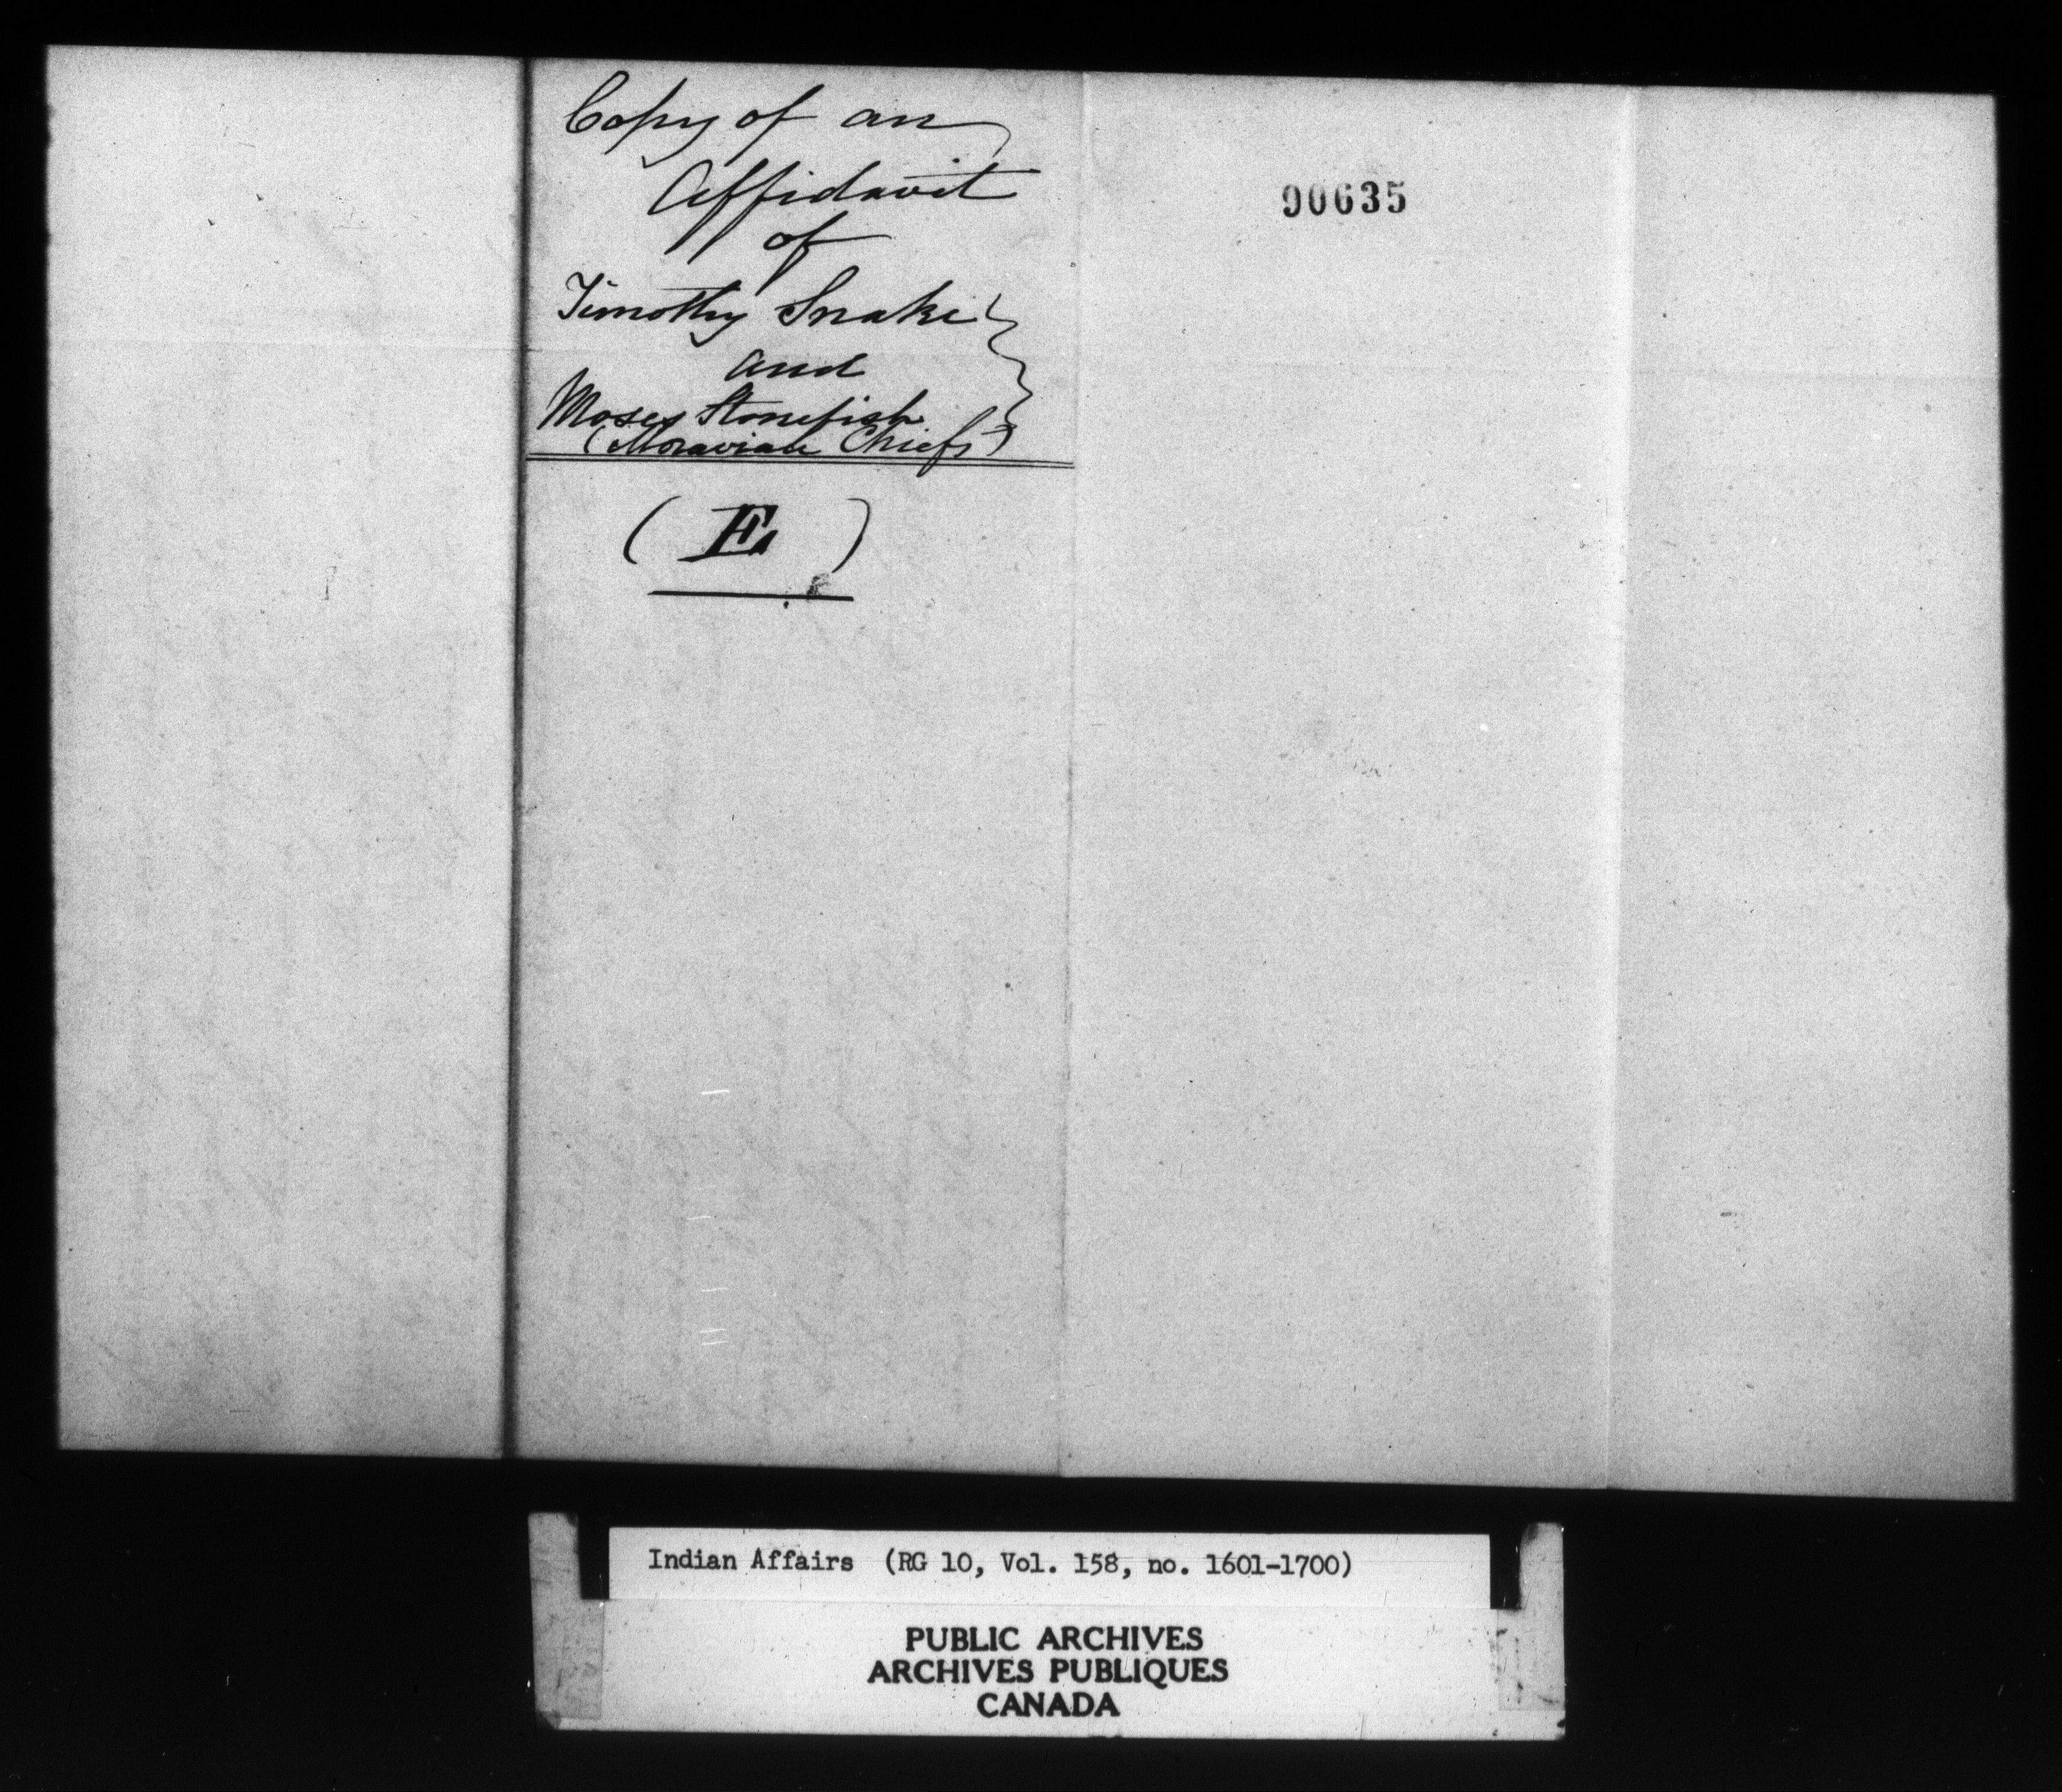 Copy of an
Affidavit
of
Timothy Snake
and
Moses Stonefish
(Moravian Chiefs)
(E)
90635
Indian Affairs (RG 10, Vol. 158, no. 1601-1700)
PUBLIC ARCHIVES
ARCHIVES PUBLIQUES
CANADA